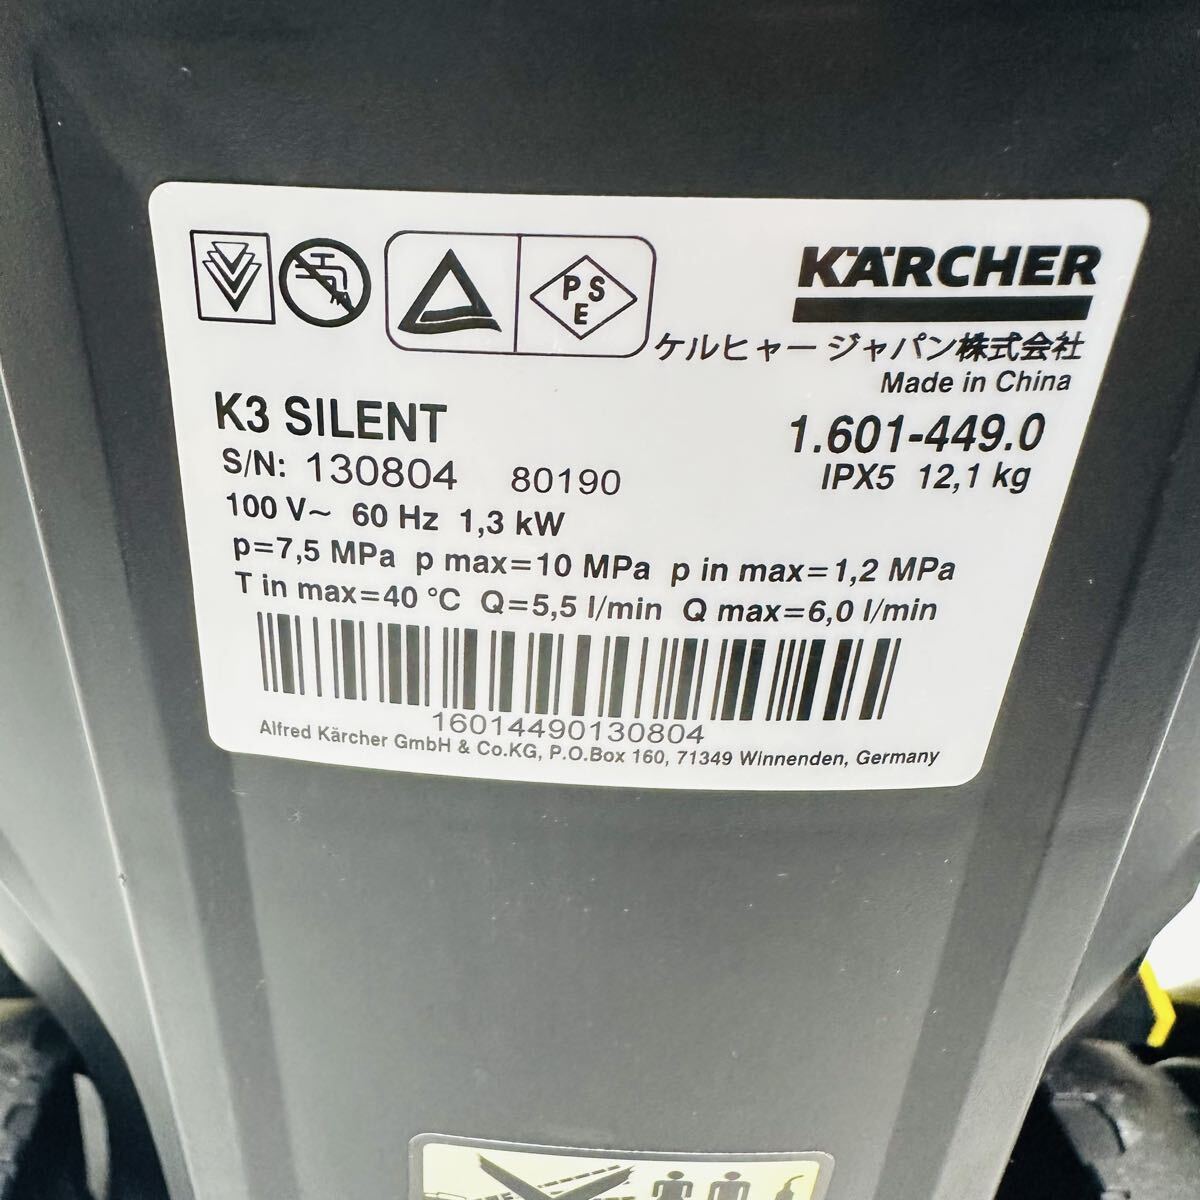 KÄRCHER
PS
E
ケルヒャー ジャパン株式会社
Made in China
K3 SILENT 1.601-449.0
S/N: 130804 80190 IPX5 12,1 kg
100 V~ 60 Hz 1,3 kW
p=7,5 MPa p max=10 MPa p in max=1,2 MPa
T in max=40 °C Q=5,5 l/min Q max=6,0 l/min
16014490130804
Alfred Kärcher GmbH & Co.KG, P.O.Box 160, 71349 Winnenden, Germany